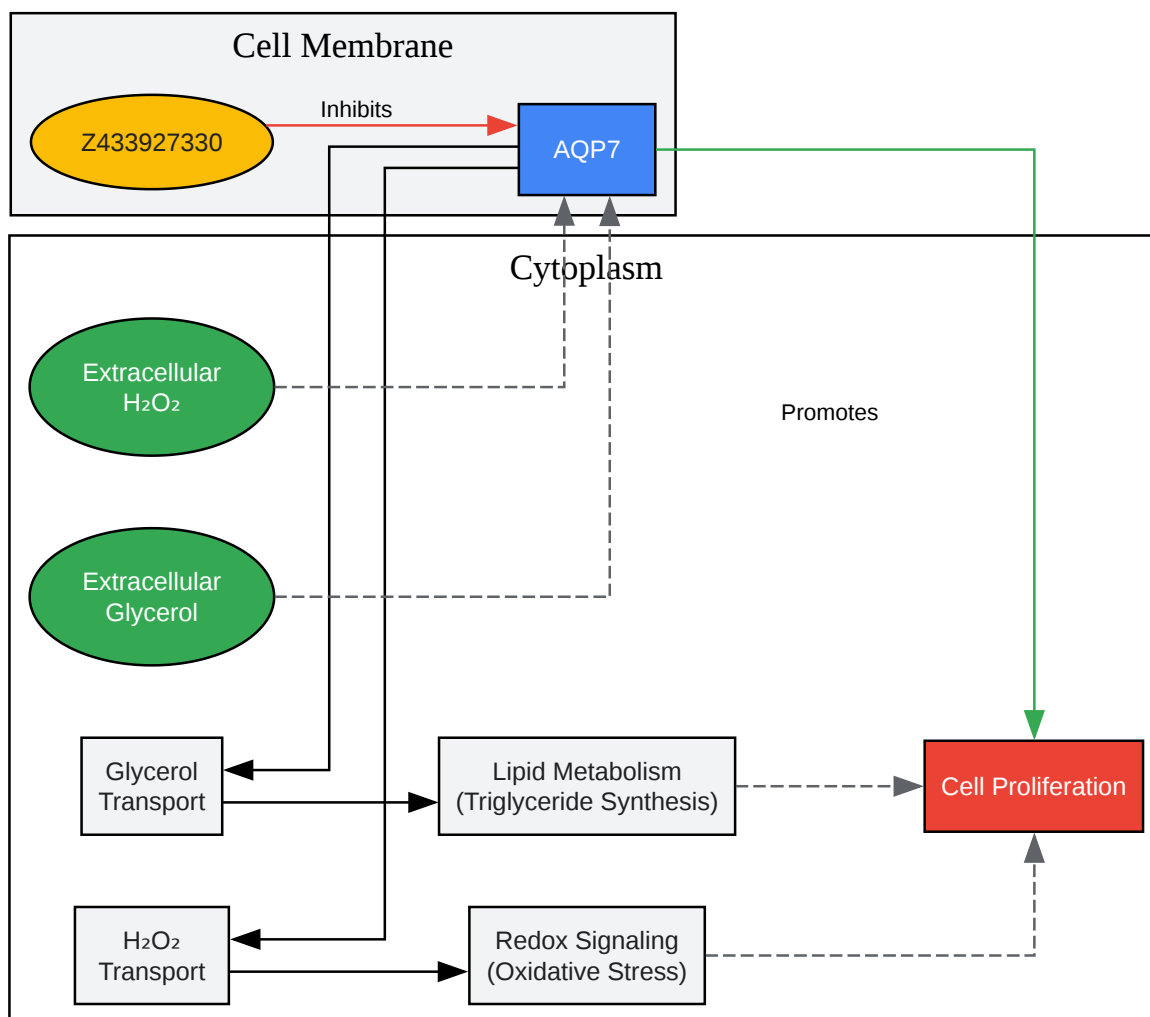 Cell Membrane
Z433927330
Inhibits
AQP7
Cytoplasm
Extracellular
H₂O₂
Promotes
Extracellular
Glycerol
Glycerol
Transport
Lipid Metabolism
(Triglyceride Synthesis)
Cell Proliferation
H₂O₂
Transport
Redox Signaling
(Oxidative Stress)